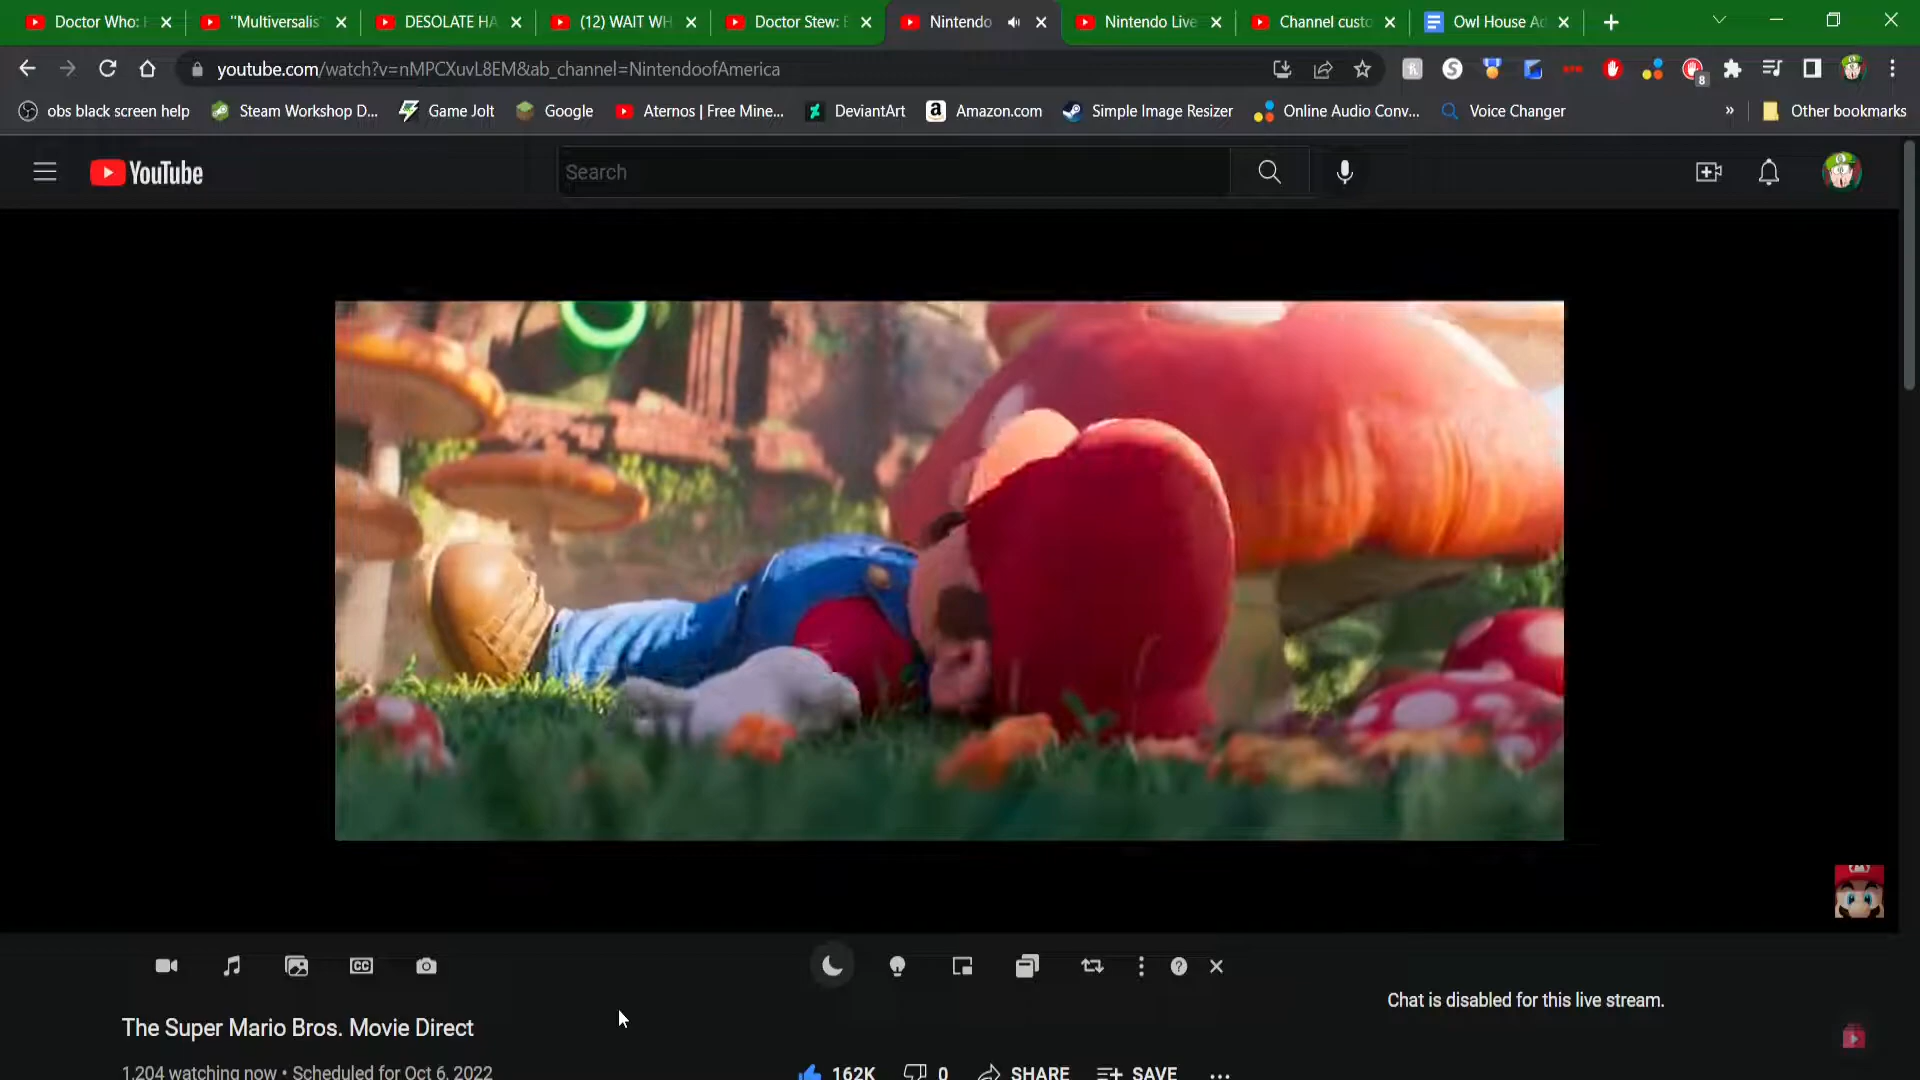 Doctor Who:
"Multiversalis
DESOLATE HA
(12) WAIT WH
Doctor Stew:
Nintendo
Nintendo Live
Channel custo
Owl House Ad
youtube.com/watch?v=nMPCXuvL8EM&ab_channel=NintendoofAmerica
8
obs black screen help
Steam Workshop D...
Game Jolt
Google
Aternos | Free Mine...
DeviantArt
Amazon.com
Simple Image Resizer
Online Audio Conv...
Voice Changer
»
Other bookmarks
YouTube
Search
CC
Chat is disabled for this live stream.
The Super Mario Bros. Movie Direct
1,204 watching now • Scheduled for Oct 6, 2022
162K
0
SHARE
SAVE